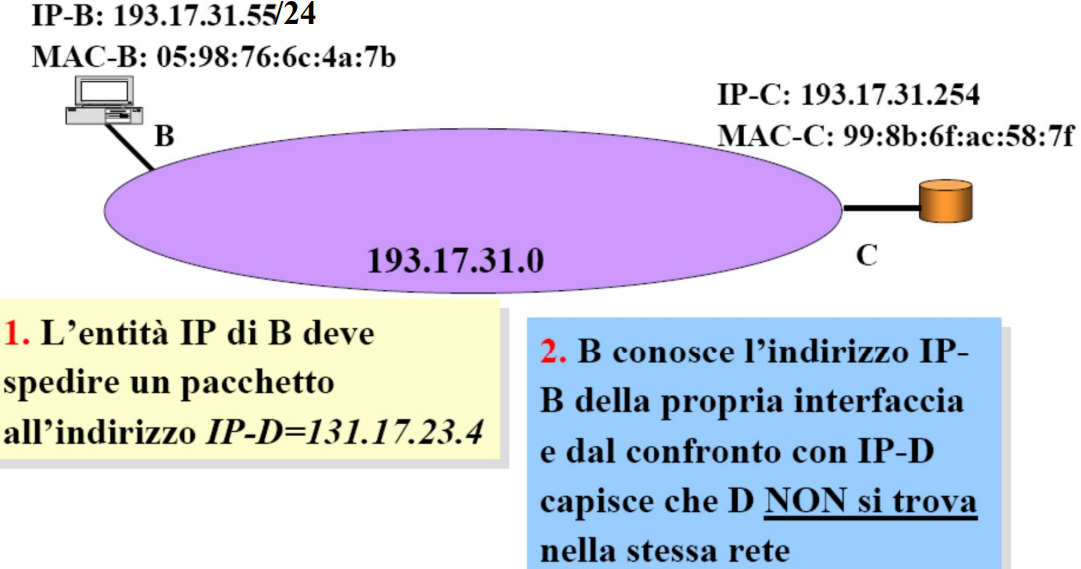 IP-B: 193.17.31.55/24
MAC-B: 05:98:76:6c:4a:7b
B
IP-C: 193.17.31.254
MAC-C: 99:8b:6f:ac:58:7f
C
193.17.31.0
1. L’entità IP di B deve
spedire un pacchetto
all’indirizzo IP-D=131.17.23.4
2. B conosce l’indirizzo IP-
B della propria interfaccia
e dal confronto con IP-D
capisce che D NON si trova
nella stessa rete